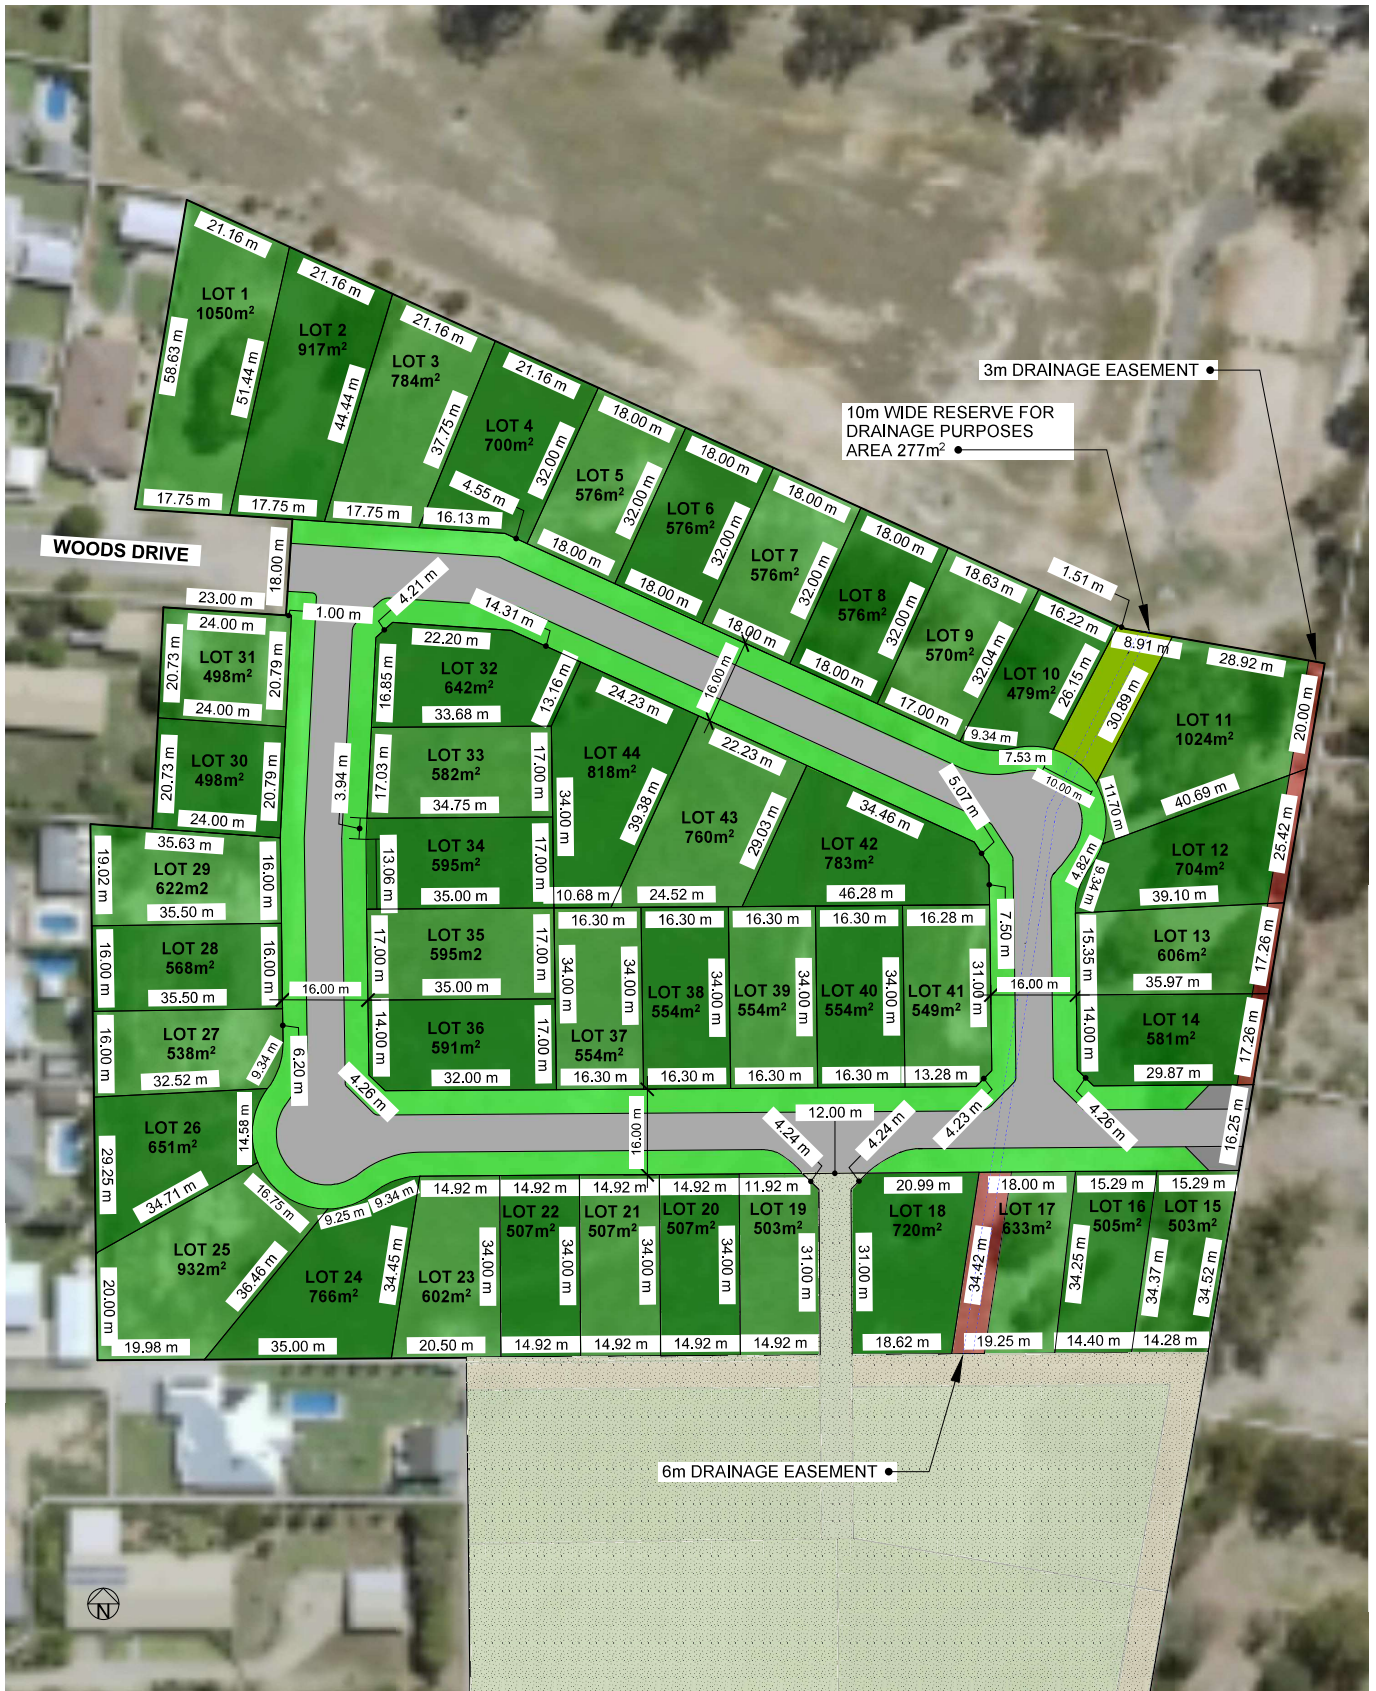 21.16 m
LOT 1
1050m²
58.63 m
51.44 m
17.75 m
21.16 m
LOT 2
917m²
44.44 m
17.75 m
21.16 m
LOT 3
784m²
37.75 m
17.75 m
21.16 m
LOT 4
700m²
4.55 m
32.00 m
16.13 m
18.00 m
LOT 5
576m²
32.00 m
18.00 m
18.00 m
LOT 6
576m²
32.00 m
18.00 m
18.00 m
LOT 7
576m²
32.00 m
18.00 m
18.00 m
LOT 8
576m²
32.00 m
18.00 m
18.63 m
LOT 9
570m²
32.04 m
17.00 m
16.22 m
LOT 10
479m²
26.15 m
9.34 m
7.53 m
1.51 m
8.91 m
30.89 m
10.00 m
3m DRAINAGE EASEMENT
10m WIDE RESERVE FOR
DRAINAGE PURPOSES
AREA 277m²
28.92 m
20.00 m
LOT 11
1024m²
11.70 m
40.69 m
25.42 m
LOT 12
704m²
4.82 m
9.34 m
39.10 m
LOT 13
606m²
15.35 m
17.26 m
35.97 m
LOT 14
581m²
14.00 m
17.26 m
29.87 m
4.26 m
16.25 m
WOODS DRIVE
18.00 m
23.00 m
1.00 m
4.21 m
14.31 m
16.00 m
24.00 m
LOT 31
498m²
20.73 m
20.79 m
24.00 m
LOT 30
498m²
20.73 m
20.79 m
24.00 m
35.63 m
LOT 29
622m2
19.02 m
16.00 m
35.50 m
LOT 28
568m²
16.00 m
16.00 m
35.50 m
LOT 27
538m²
16.00 m
9.34 m
6.20 m
32.52 m
LOT 26
651m²
14.58 m
29.25 m
34.71 m
LOT 25
932m²
16.75 m
20.00 m
36.46 m
19.98 m
9.25 m
9.34 m
LOT 24
766m²
34.45 m
35.00 m
14.92 m
LOT 23
602m²
34.00 m
20.50 m
14.92 m
LOT 22
507m²
34.00 m
14.92 m
14.92 m
LOT 21
507m²
34.00 m
14.92 m
14.92 m
LOT 20
507m²
34.00 m
14.92 m
11.92 m
LOT 19
503m²
31.00 m
14.92 m
4.24 m
12.00 m
4.24 m
20.99 m
LOT 18
720m²
31.00 m
34.42 m
18.62 m
18.00 m
LOT 17
633m²
34.25 m
19.25 m
15.29 m
LOT 16
505m²
34.37 m
14.40 m
15.29 m
LOT 15
503m²
34.52 m
14.28 m
22.20 m
LOT 32
642m²
16.85 m
13.16 m
33.68 m
LOT 33
582m²
17.03 m
17.00 m
34.75 m
3.94 m
LOT 34
595m²
13.06 m
17.00 m
35.00 m
LOT 35
595m2
17.00 m
17.00 m
35.00 m
16.00 m
LOT 36
591m²
14.00 m
17.00 m
32.00 m
4.26 m
24.23 m
LOT 44
818m²
34.00 m
39.38 m
10.68 m
22.23 m
LOT 43
760m²
29.03 m
24.52 m
34.46 m
LOT 42
783m²
5.07 m
46.28 m
7.50 m
16.30 m
34.00 m
34.00 m
LOT 37
554m²
16.30 m
16.30 m
LOT 38
554m²
34.00 m
16.30 m
16.30 m
LOT 39
554m²
34.00 m
16.30 m
16.30 m
LOT 40
554m²
34.00 m
16.30 m
16.28 m
LOT 41
549m²
31.00 m
13.28 m
16.00 m
4.23 m
16.00 m
6m DRAINAGE EASEMENT
N